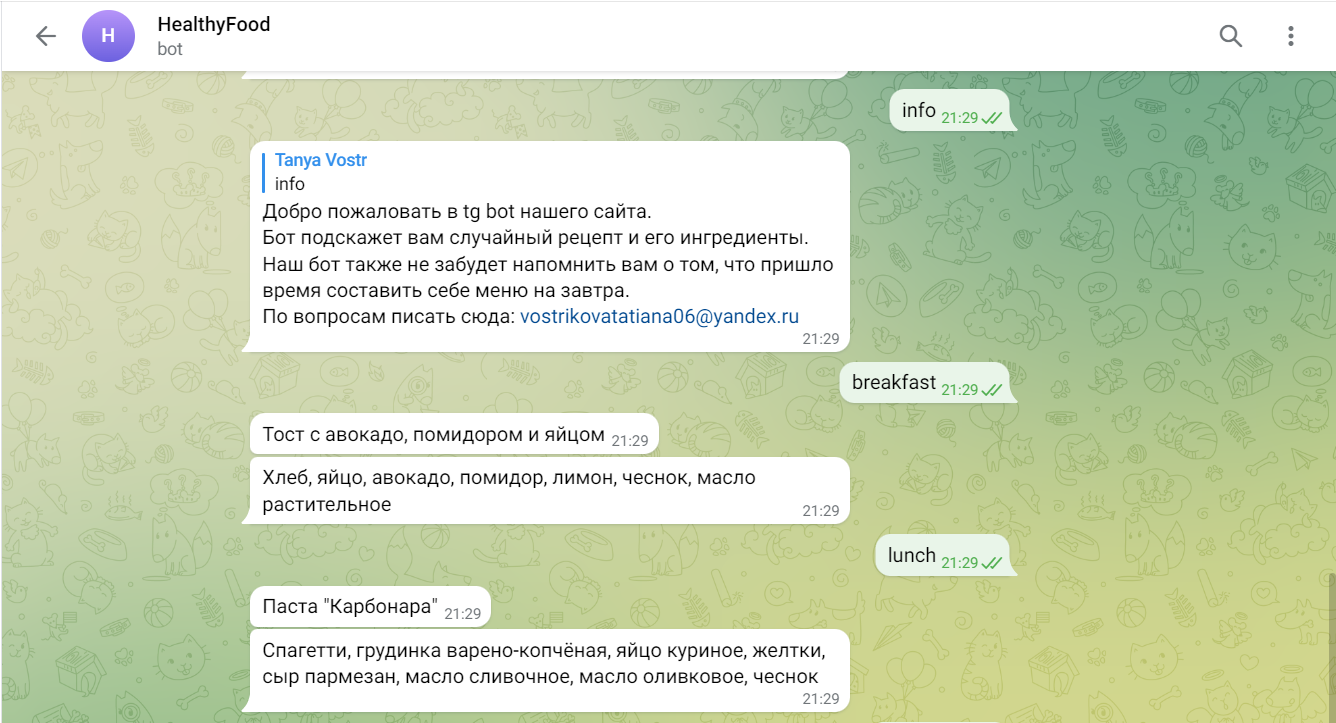 H
HealthyFood
bot
info 21:29
Tanya Vostr
info
Добро пожаловать в tg bot нашего сайта.
Бот подскажет вам случайный рецепт и его ингредиенты.
Наш бот также не забудет напомнить вам о том, что пришло
время составить себе меню на завтра.
По вопросам писать сюда: vostrikovatatiana06@yandex.ru
21:29
breakfast 21:29
Тост с авокадо, помидором и яйцом 21:29
Хлеб, яйцо, авокадо, помидор, лимон, чеснок, масло
растительное 21:29
lunch 21:29
Паста "Карбонара" 21:29
Спагетти, грудинка варено-копчёная, яйцо куриное, желтки,
сыр пармезан, масло сливочное, масло оливковое, чеснок
21:29